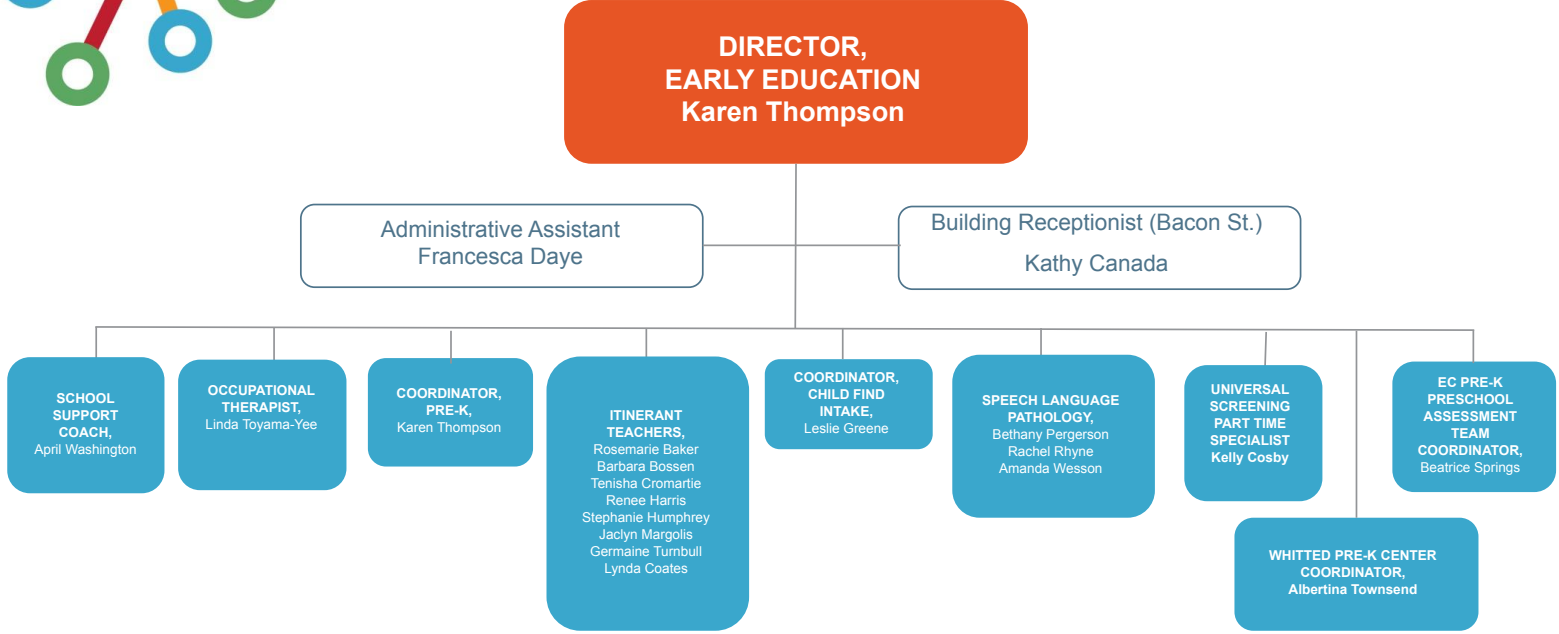 DIRECTOR,
EARLY EDUCATION
Karen Thompson
Administrative Assistant
Francesca Daye
Building Receptionist (Bacon St.)
Kathy Canada
SCHOOL
SUPPORT
COACH,
April Washington
OCCUPATIONAL
THERAPIST,
Linda Toyama-Yee
COORDINATOR,
PRE-K,
Karen Thompson
ITINERANT
TEACHERS,
Rosemarie Baker
Barbara Bossen
Tenisha Cromartie
Renee Harris
Stephanie Humphrey
Jaclyn Margolis
Germaine Turnbull
Lynda Coates
COORDINATOR,
CHILD FIND
INTAKE,
Leslie Greene
SPEECH LANGUAGE
PATHOLOGY,
Bethany Pergerson
Rachel Rhyne
Amanda Wesson
UNIVERSAL
SCREENING
PART TIME
SPECIALIST
Kelly Cosby
EC PRE-K
PRESCHOOL
ASSESSMENT
TEAM
COORDINATOR,
Beatrice Springs
WHITTED PRE-K CENTER
COORDINATOR,
Albertina Townsend